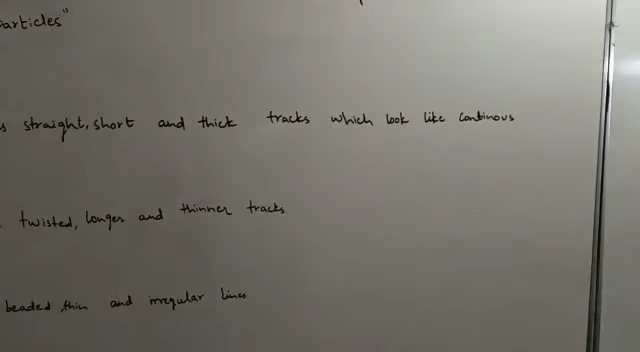 articles"
s straight, short and thick tracks which look like continous
twisted, longer and thinner tracks
beaded, thin and irregular lines